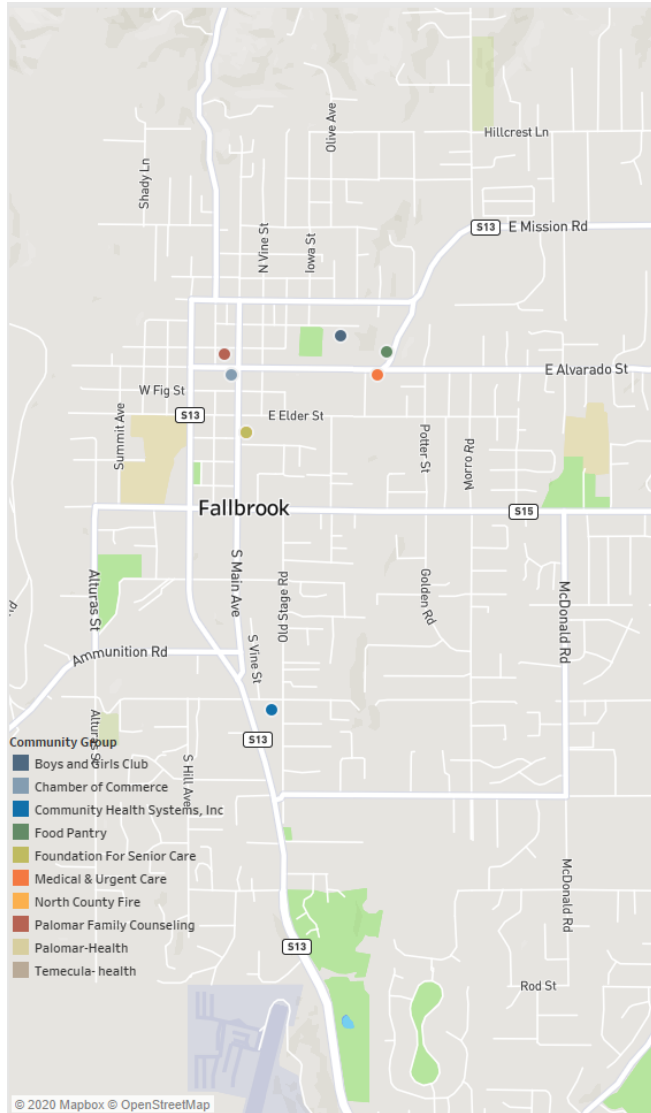 Olive Ave
Hillcrest Ln
Shady Ln
S13
E Mission Rd
N Vine St
Iowa St
E Alvarado St
W Fig St
S13
E Elder St
Summit Ave
Potter St
Morro Rd
Fallbrook
S15
S Main Ave
Old Stage Rd
Alturas St
Golden Rd
McDonald Rd
Ammunition Rd
S Vine St
Alturas St
S13
S Hill Ave
Community Group
Boys and Girls Club
Chamber of Commerce
Community Health Systems, Inc
Food Pantry
Foundation For Senior Care
Medical & Urgent Care
North County Fire
Palomar Family Counseling
Palomar-Health
Temecula- health
McDonald Rd
S13
Rod St
© 2020 Mapbox © OpenStreetMap